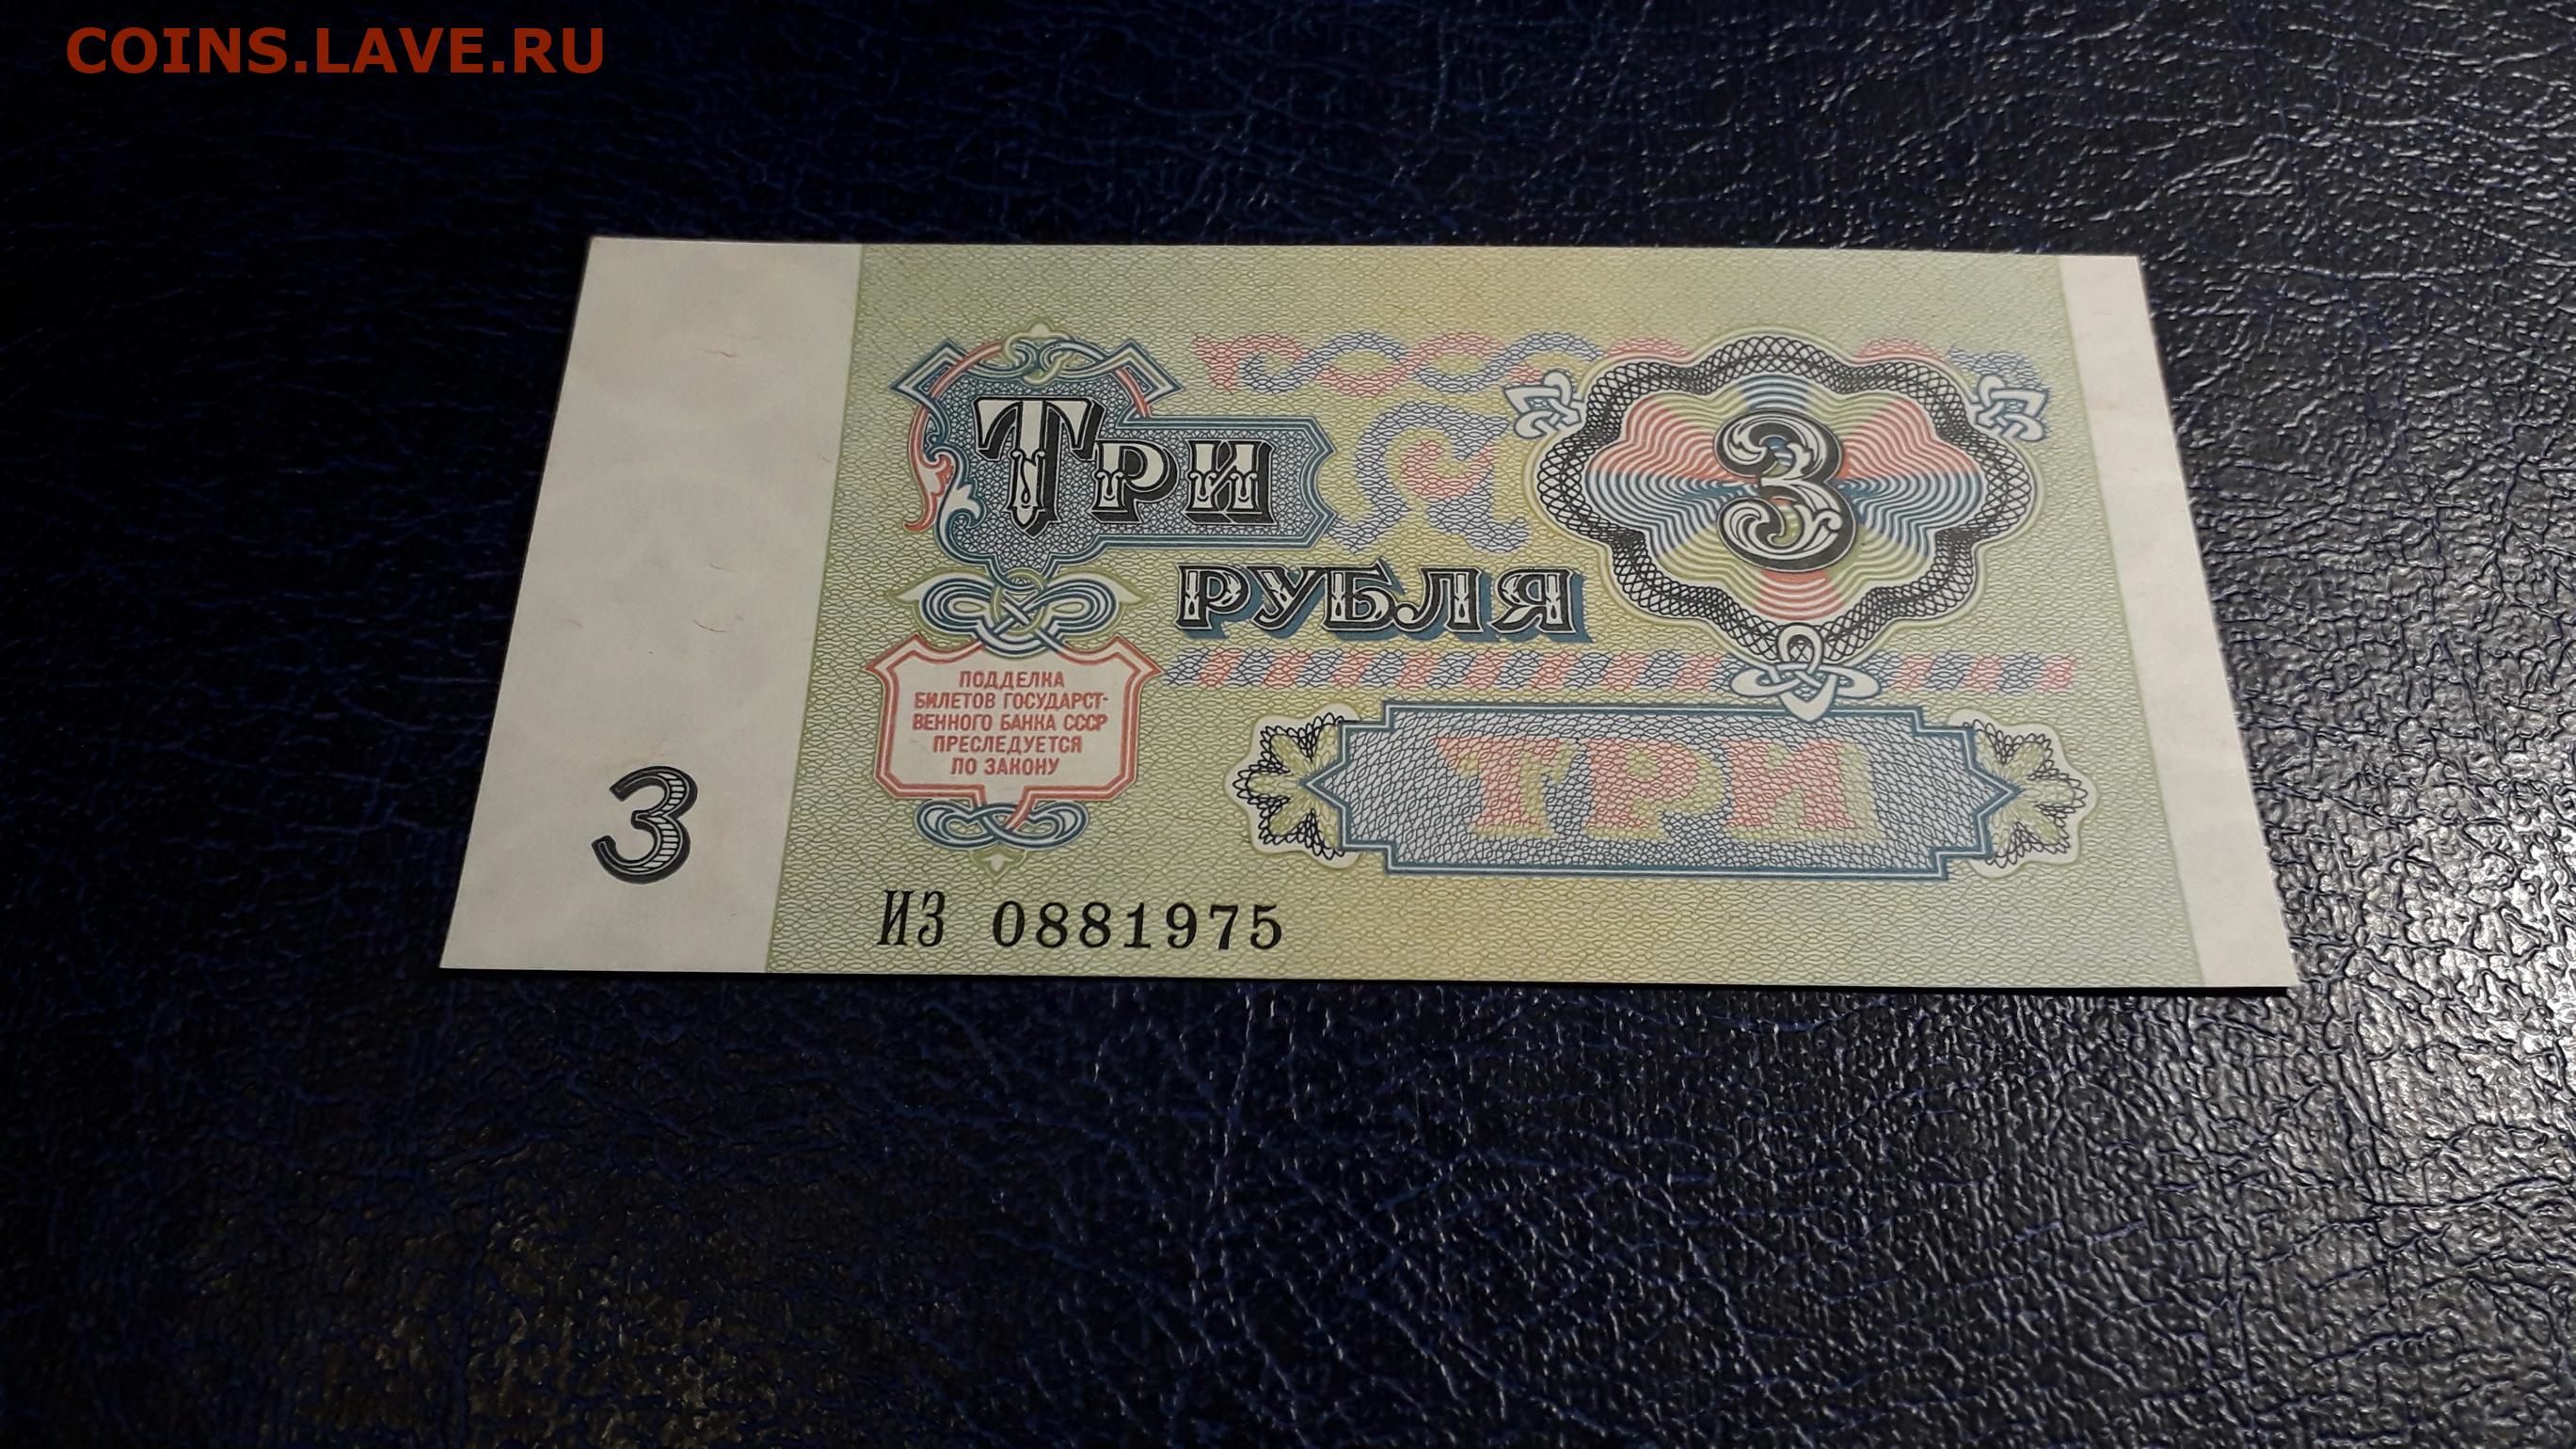 COINS.LAVE.RU
ТРИ
3
РУБЛЯ
ПОДДЕЛКА
БИЛЕТОВ ГОСУДАРСТ-
ВЕННОГО БАНКА СССР
ПРЕСЛЕДУЕТСЯ
ПО ЗАКОНУ
ТРИ
3
ИЗ 0881975